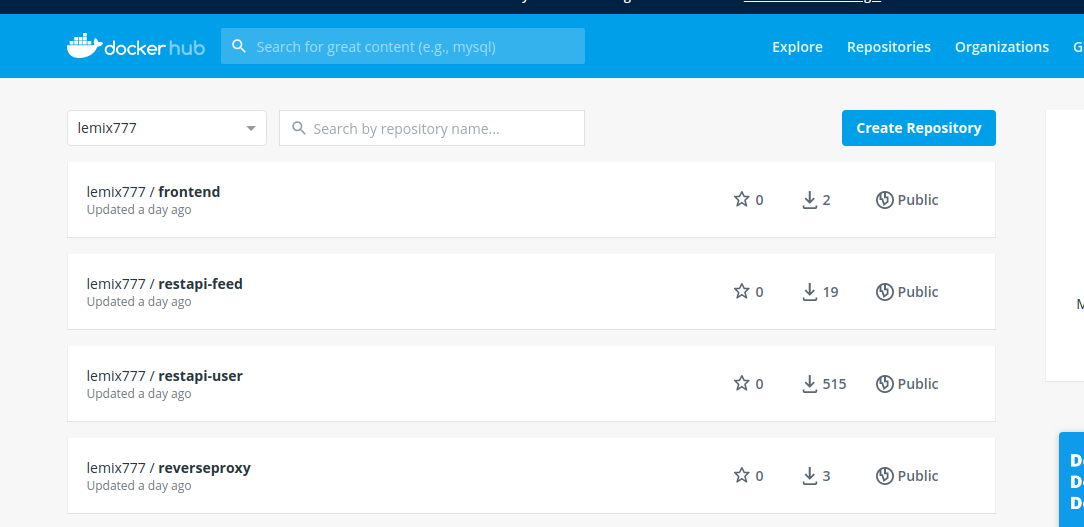 docker hub
Search for great content (e.g., mysql)
Explore Repositories Organizations
lemix777
Search by repository name...
Create Repository
lemix777 / frontend
Updated a day ago
0 2 Public
lemix777 / restapi-feed
Updated a day ago
0 19 Public
lemix777 / restapi-user
Updated a day ago
0 515 Public
lemix777 / reverseproxy
Updated a day ago
0 3 Public